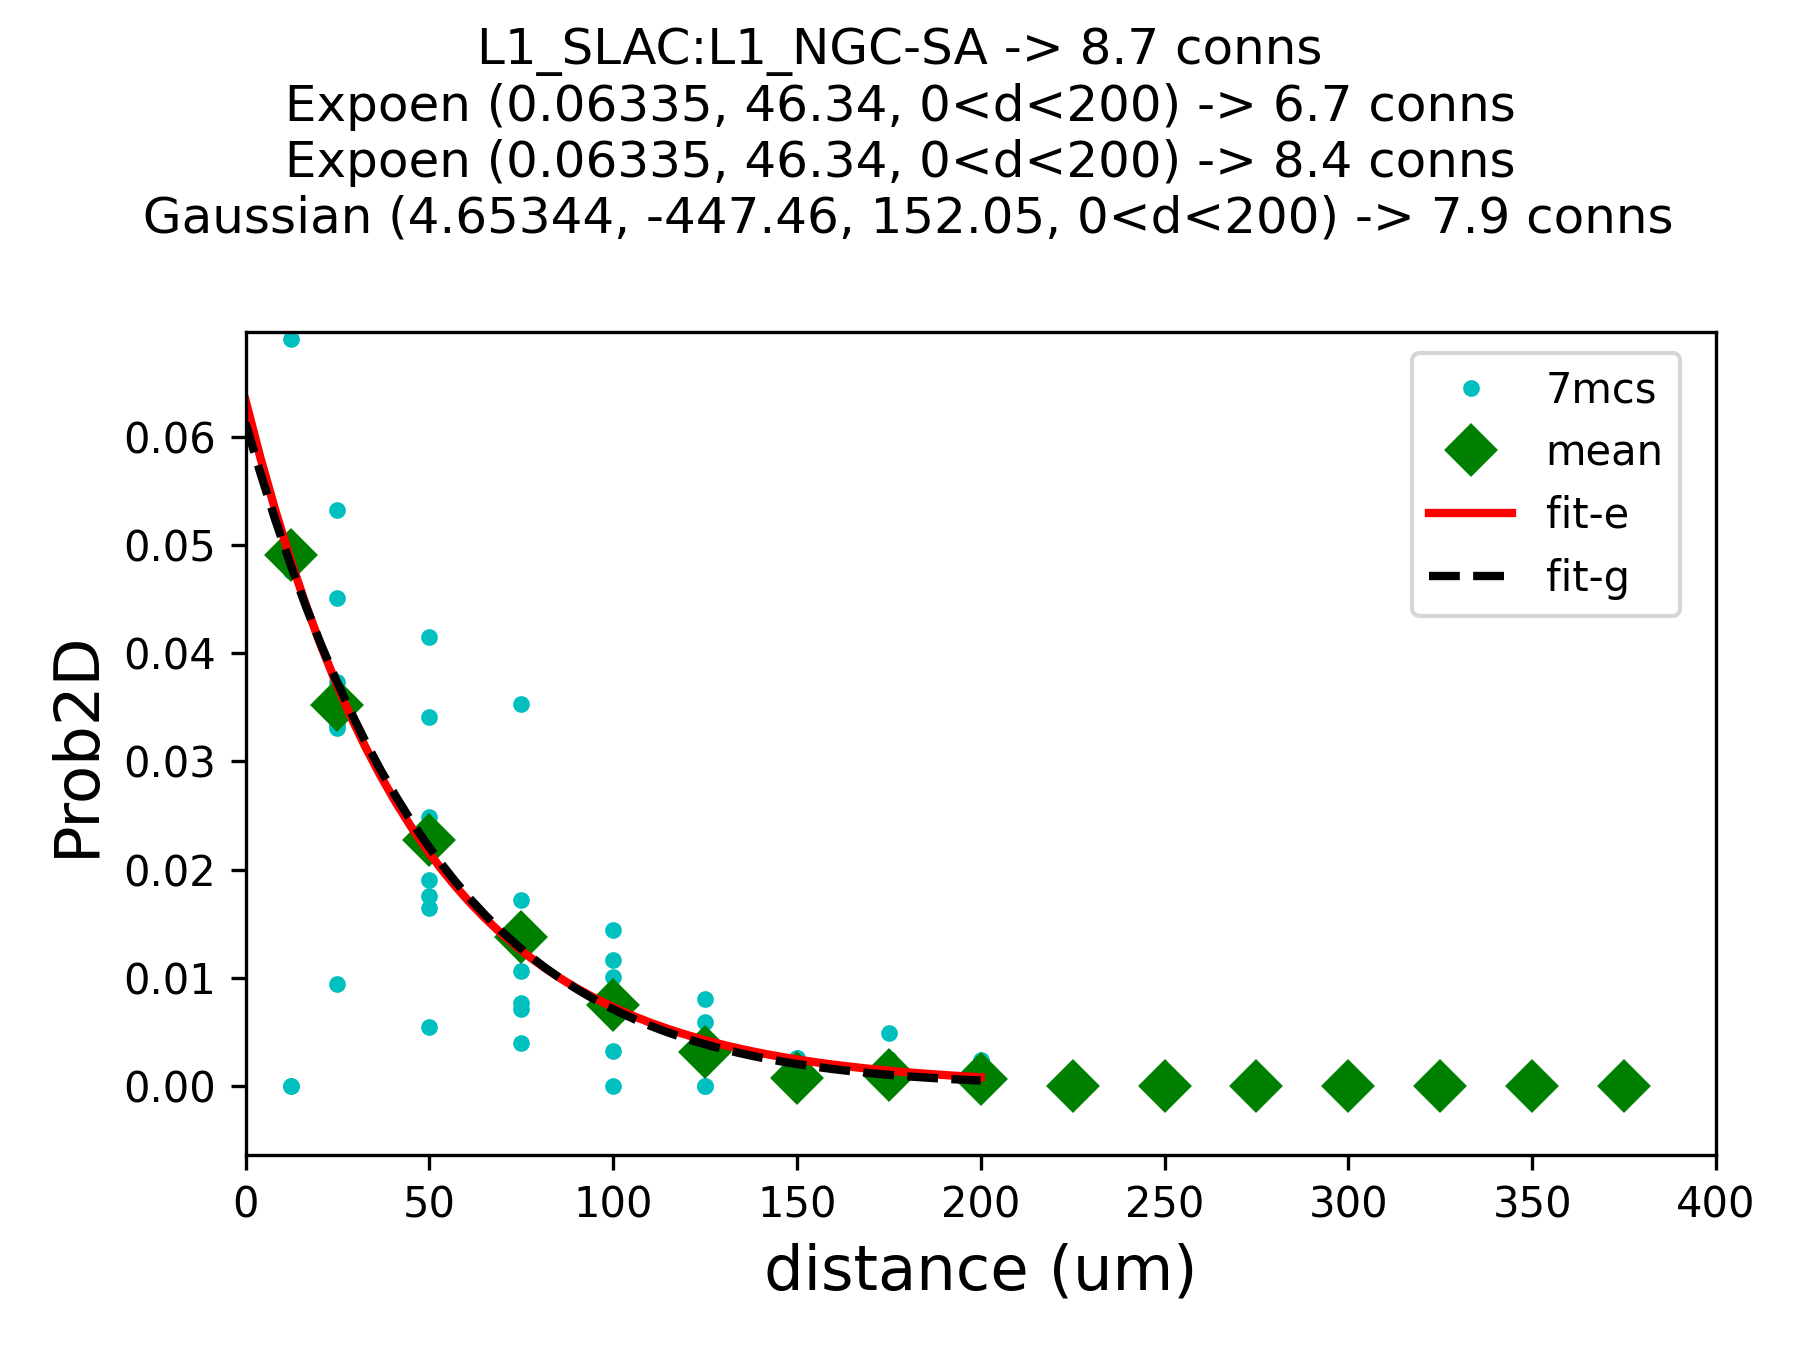 L1_SLAC:L1_NGC-SA -> 8.7 conns
Expoen (0.06335, 46.34, 0<d<200) -> 6.7 conns
Expoen (0.06335, 46.34, 0<d<200) -> 8.4 conns
Gaussian (4.65344, -447.46, 152.05, 0<d<200) -> 7.9 conns
7mcs
mean
fit-e
fit-g
Prob2D
0.06
0.05
0.04
0.03
0.02
0.01
0.00
0 50 100 150 200 250 300 350 400
distance (um)